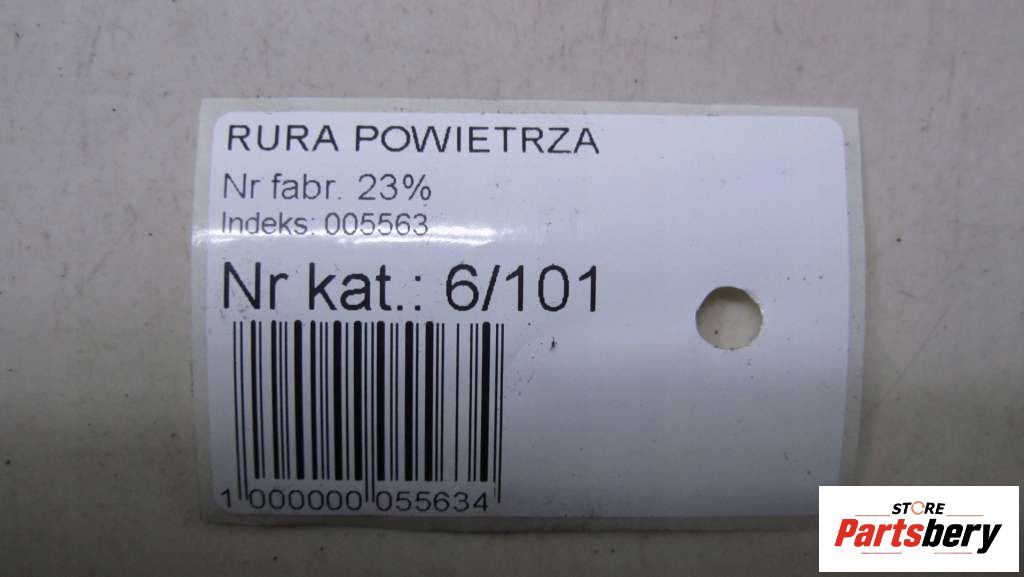 RURA POWIETRZA
Nr fabr. 23%
Indeks: 005563
Nr kat.: 6/101
1 000000 055634
STORE
Partsbery